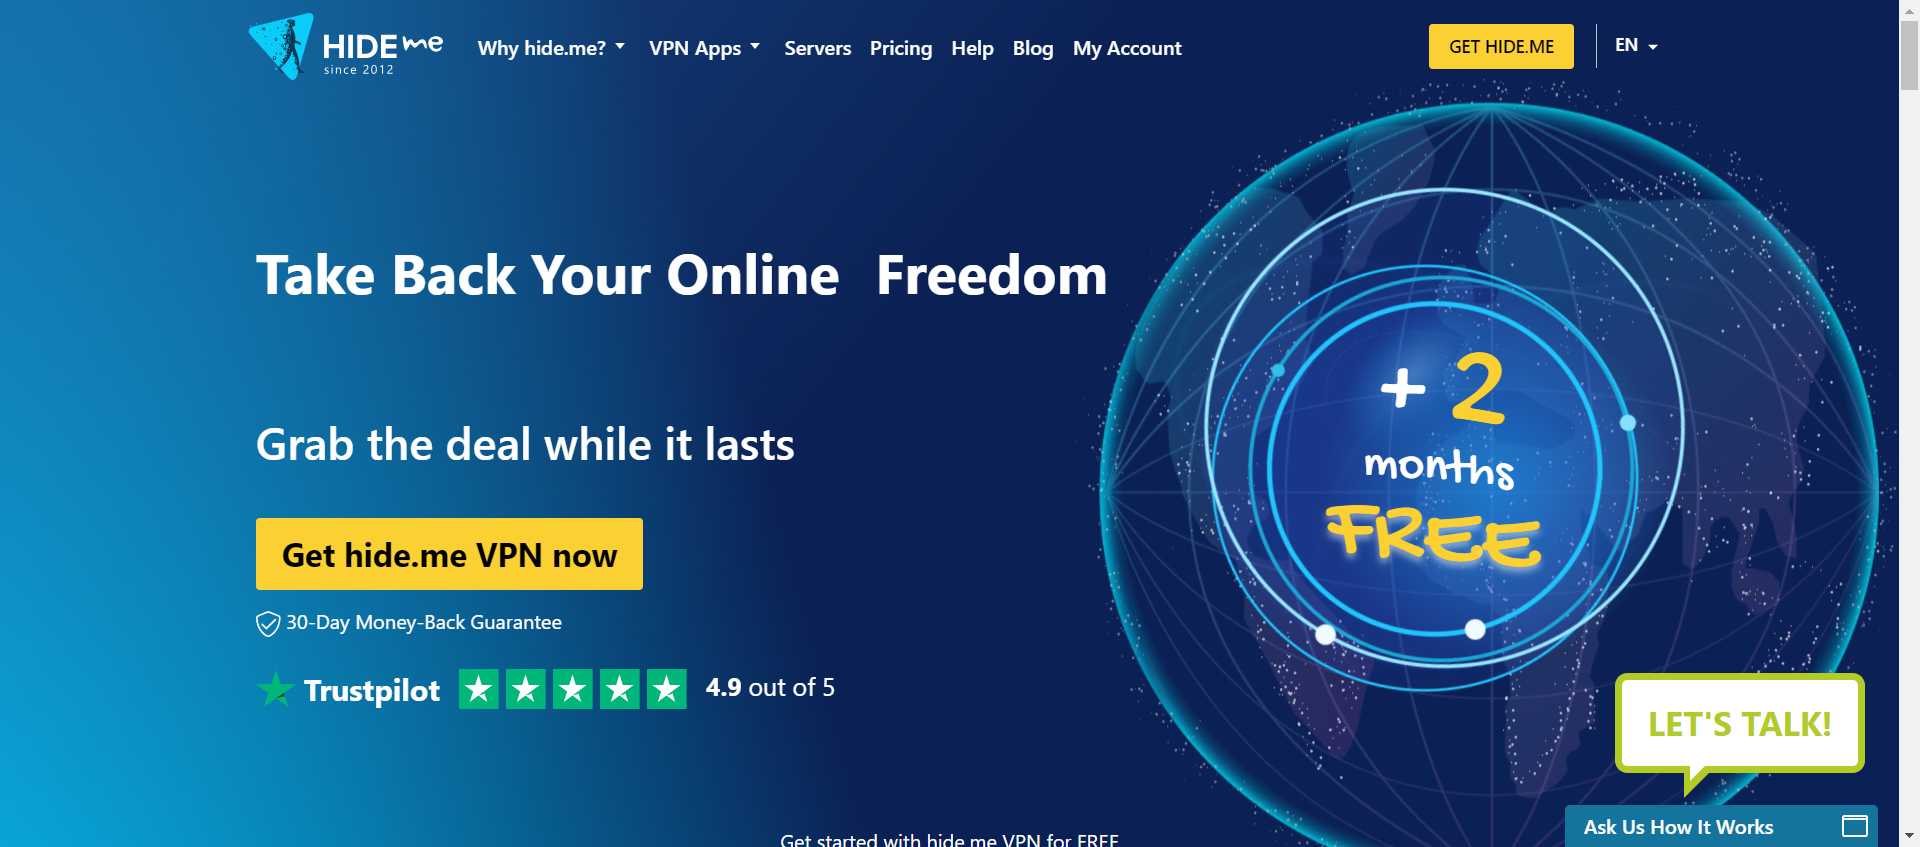 HIDE me
since 2012
Why hide.me?
VPN Apps
Servers
Pricing
Help
Blog
My Account
GET HIDE.ME
EN
Take Back Your Online Freedom
Grab the deal while it lasts
Get hide.me VPN now
30-Day Money-Back Guarantee
Trustpilot
4.9 out of 5
+ 2
months
FREE
LET'S TALK!
Ask Us How It Works
Get started with hide.me VPN for FREE